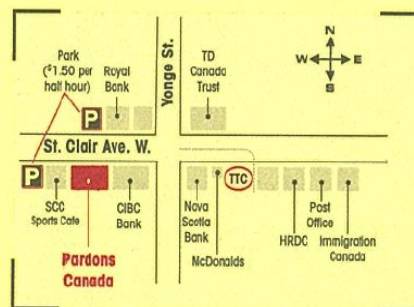 Park
($1.50 per
half hour)
Royal
Bank
Yonge St.
TD
Canada
Trust
N
W E
S
P
St. Clair Ave. W.
P
SCC
Sports Cafe
CIBC
Bank
Nova
Scotia
Bank
McDonalds
TTC
HRDC
Post
Office
Immigration
Canada
Pardons
Canada